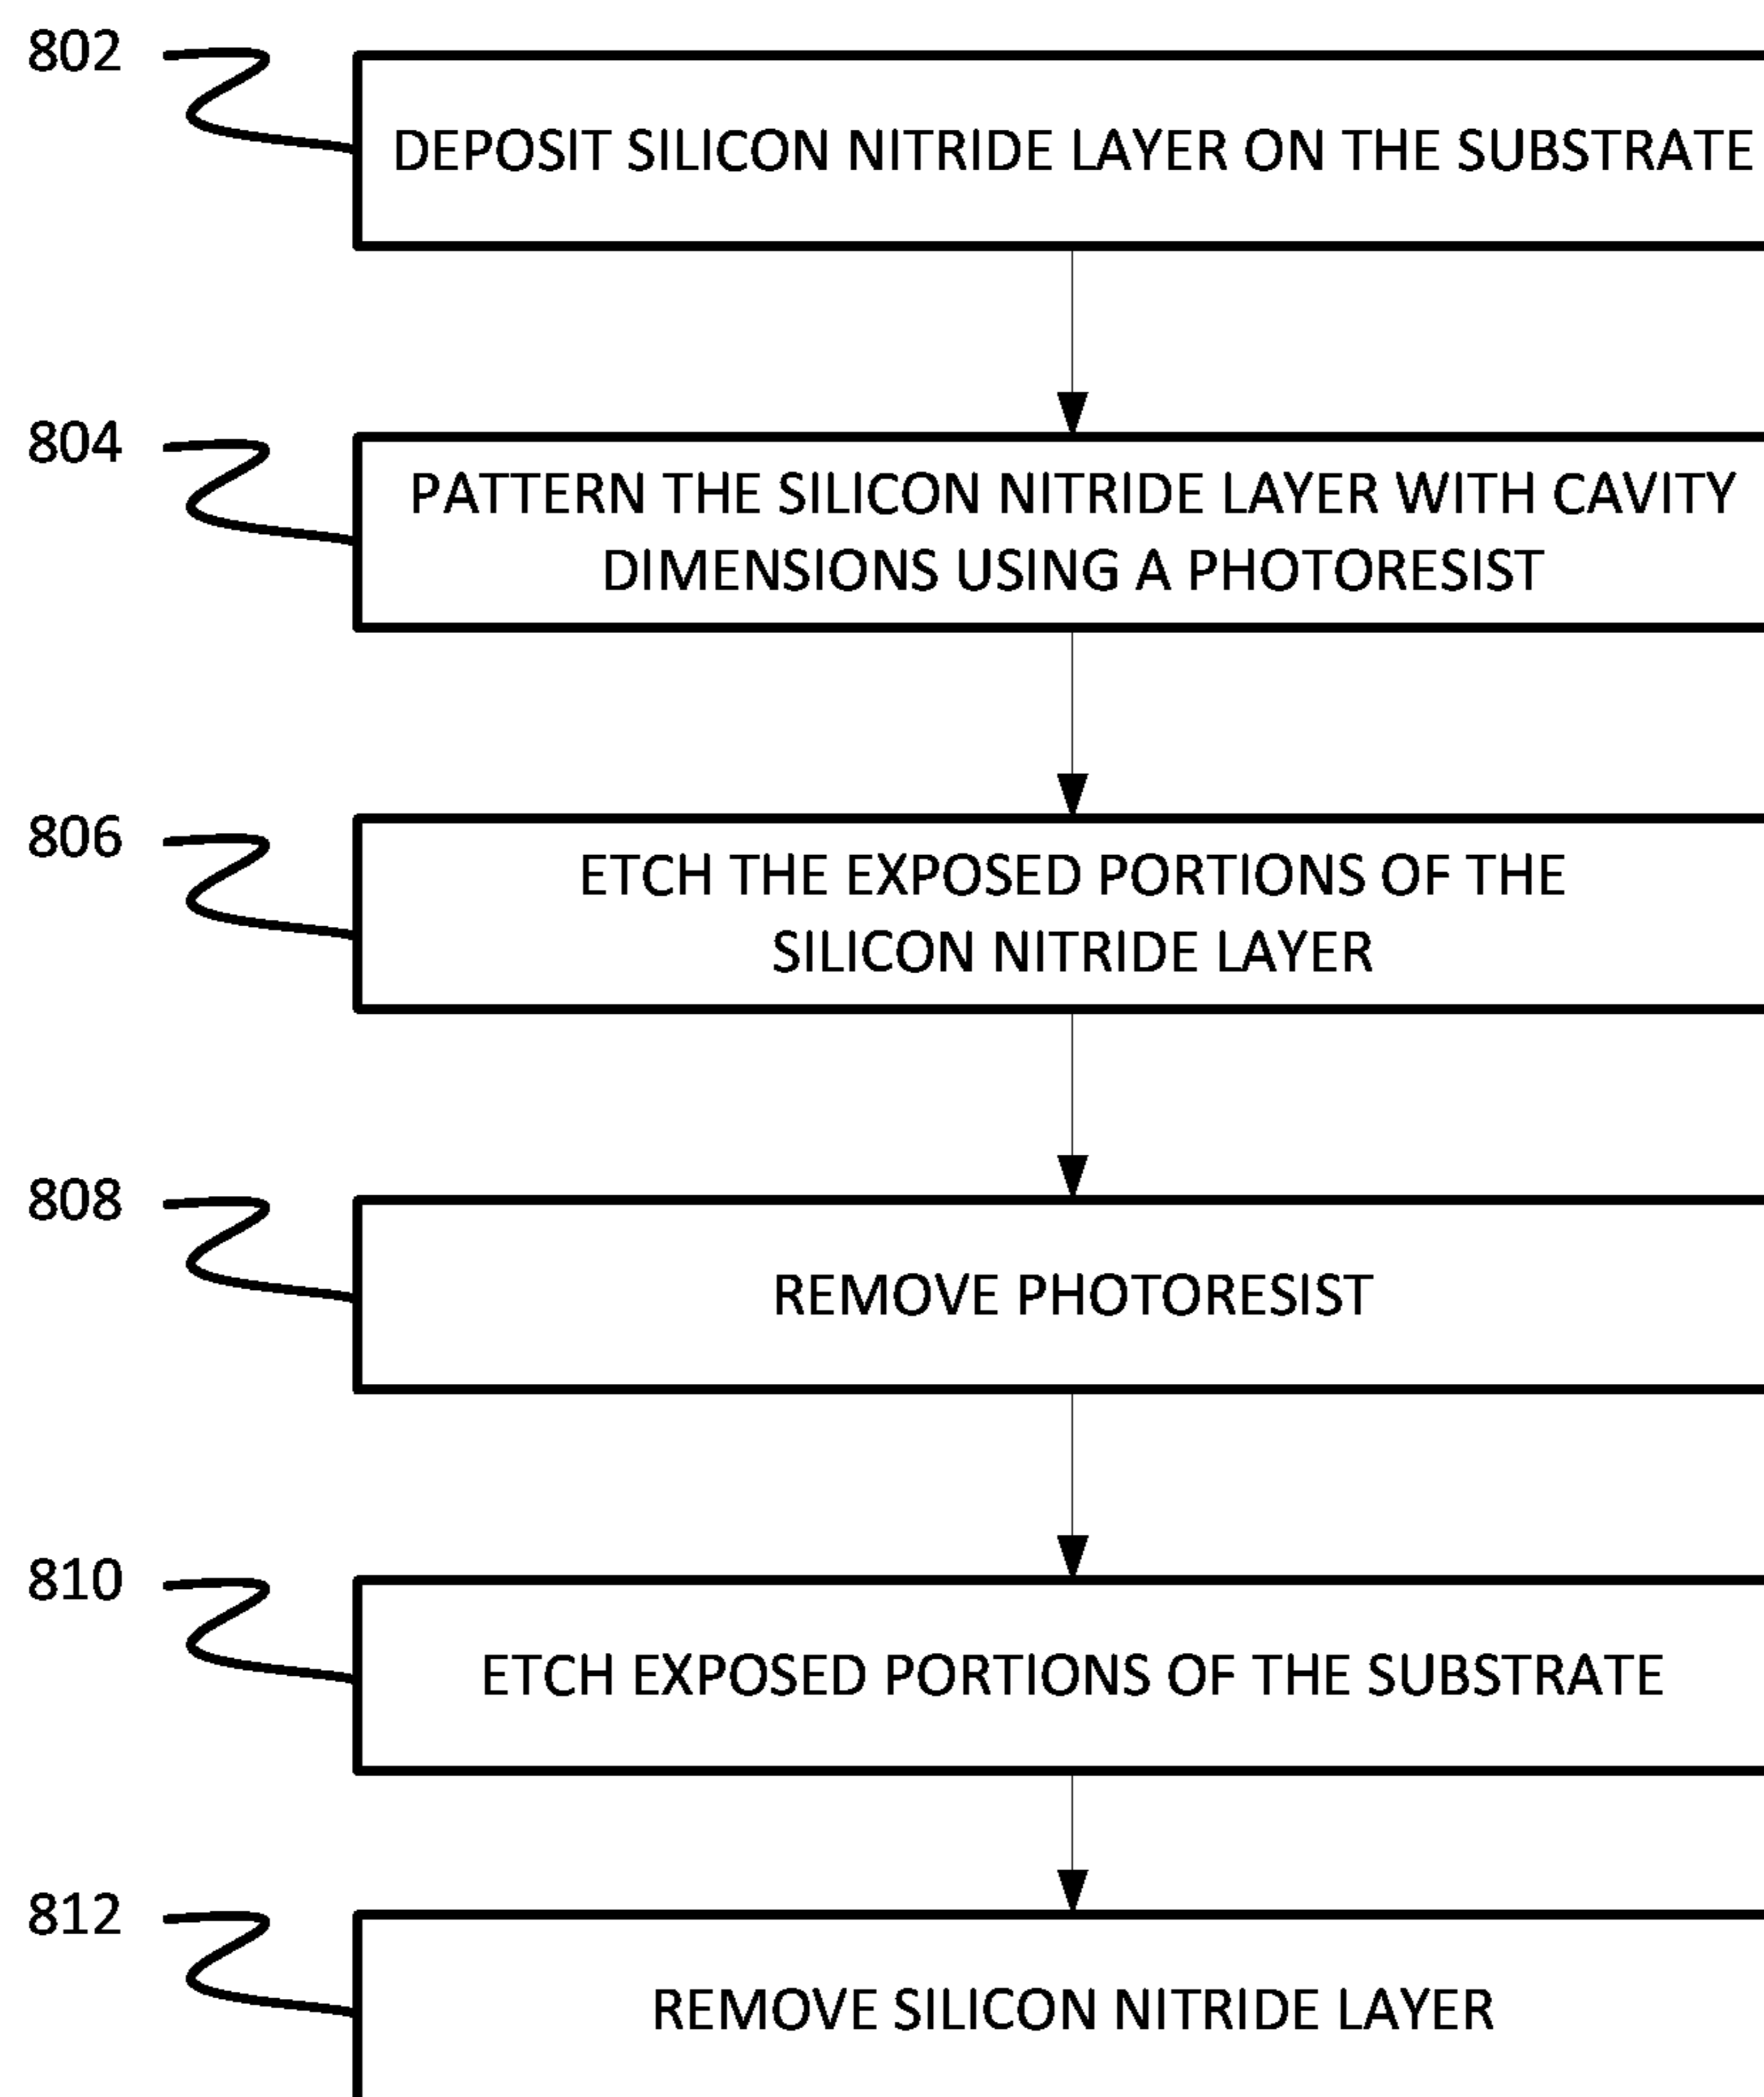 802
DEPOSIT SILICON NITRIDE LAYER ON THE SUBSTRATE
804
PATTERN THE SILICON NITRIDE LAYER WITH CAVITY
DIMENSIONS USING A PHOTORESIST
806
ETCH THE EXPOSED PORTIONS OF THE
SILICON NITRIDE LAYER
808
REMOVE PHOTORESIST
810
ETCH EXPOSED PORTIONS OF THE SUBSTRATE
812
REMOVE SILICON NITRIDE LAYER